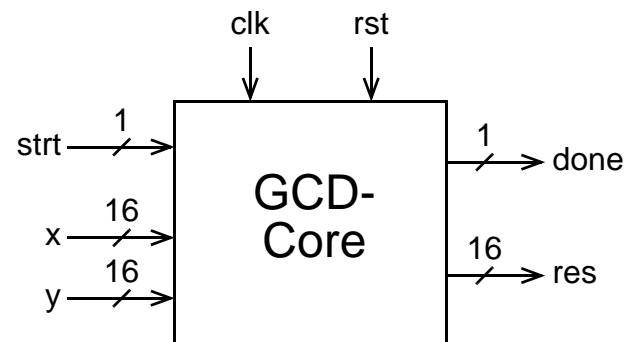 clk
rst
strt
1
x
16
y
16
GCD-
Core
1
done
16
res